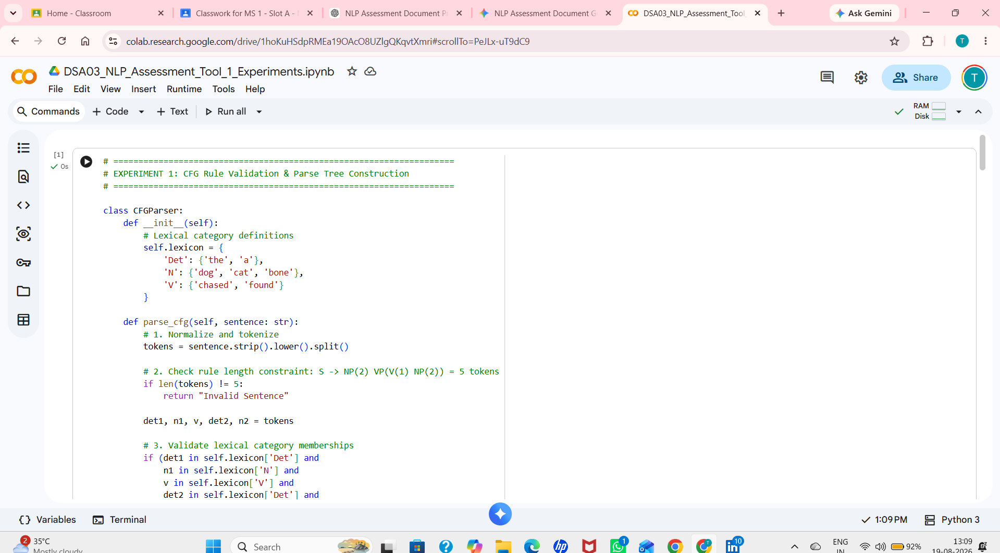 Home - Classroom
Classwork for MS 1 - Slot A -
NLP Assessment Document P
NLP Assessment Document G
DSA03_NLP_Assessment_Tool_
Ask Gemini
colab.research.google.com/drive/1hoKuHSdpRMEa19OAcO8UZlgQKqvtXmri#scrollTo=PeJLx-uT9dC9
T
DSA03_NLP_Assessment_Tool_1_Experiments.ipynb
Share
T
File Edit View Insert Runtime Tools Help
Commands + Code + Text Run all
RAM
Disk
[1]
0s
# ====================================================================
# EXPERIMENT 1: CFG Rule Validation & Parse Tree Construction
# ====================================================================
class CFGParser:
def __init__(self):
# Lexical category definitions
self.lexicon = {
'Det': {'the', 'a'},
'N': {'dog', 'cat', 'bone'},
'V': {'chased', 'found'}
}
def parse_cfg(self, sentence: str):
# 1. Normalize and tokenize
tokens = sentence.strip().lower().split()
# 2. Check rule length constraint: S -> NP(2) VP(V(1) NP(2)) = 5 tokens
if len(tokens) != 5:
return "Invalid Sentence"
det1, n1, v, det2, n2 = tokens
# 3. Validate lexical category memberships
if (det1 in self.lexicon['Det'] and
n1 in self.lexicon['N'] and
v in self.lexicon['V'] and
det2 in self.lexicon['Det'] and
{} Variables
Terminal
1:09 PM
Python 3
2
35°C
Mostly cloudy
Search
hp
1
T
in
10
ENG
IN
92%
13:09
19-08-2026